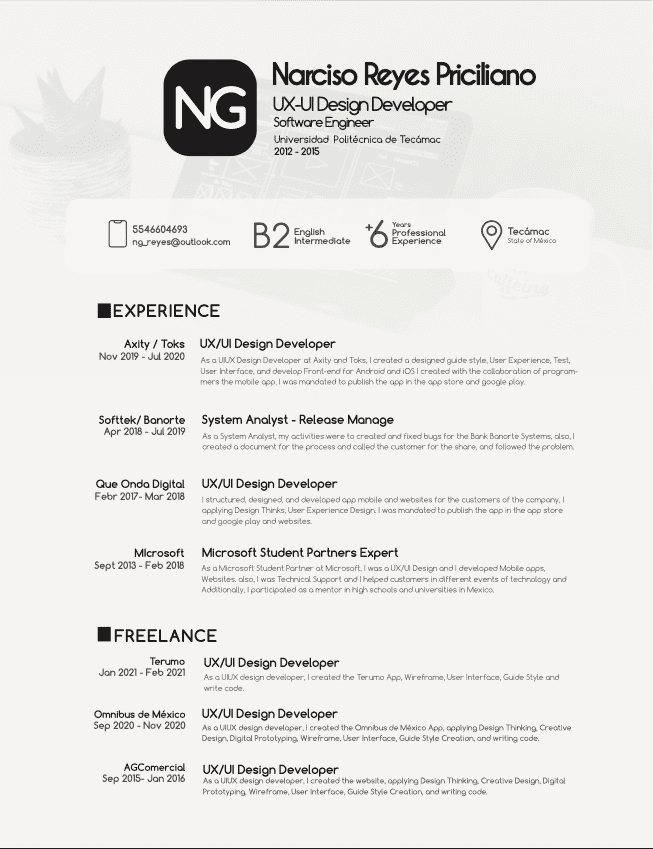 NG
Narciso Reyes Priciliano
UX-UI Design Developer
Software Engineer
Universidad Politécnica de Tecámac
2012 - 2015
5546604693
ng_reyes@outlook.com
B2 English
Intermediate
+6 Years
Professional
Experience
Tecámac
State of México
EXPERIENCE
Axity / Toks
Nov 2019 - Jul 2020
UX/UI Design Developer
As a UIUX Design Developer at Axity and Toks, I created a designed guide style, User Experience, Test,
User Interface, and develop Front-end for Android and iOS I created with the collaboration of program-
mers the mobile app, I was mandated to publish the app in the app store and google play.
Softtek/ Banorte
Apr 2018 - Jul 2019
System Analyst - Release Manage
As a System Analyst, my activities were to created and fixed bugs for the Bank Banorte Systems, also, I
created a document for the process and called the customer for the share, and followed the problem.
Que Onda Digital
Febr 2017- Mar 2018
UX/UI Design Developer
I structured, designed, and developed app mobile and websites for the customers of the company, I
applying Design Thinks, User Experience Design. I was mandated to publish the app in the app store
and google play and websites.
MIcrosoft
Sept 2013 - Feb 2018
Microsoft Student Partners Expert
As a Microsoft Student Partner at Microsoft, I was a UX/UI Design and I developed Mobile apps,
Websites. also, I was Technical Support and I helped customers in different events of technology and
Additionally, I participated as a mentor in high schools and universities in Mexico.
FREELANCE
Terumo
Jan 2021 - Feb 2021
UX/UI Design Developer
As a UIUX design developer, I created the Terumo App, Wireframe, User Interface, Guide Style and
write code.
Omnibus de México
Sep 2020 - Nov 2020
UX/UI Design Developer
As a UIUX design developer, I created the Omnibus de México App, applying Design Thinking, Creative
Design, Digital Prototyping, Wireframe, User Interface, Guide Style Creation, and writing code.
AGComercial
Sep 2015- Jan 2016
UX/UI Design Developer
As a UIUX design developer, I created the website, applying Design Thinking, Creative Design, Digital
Prototyping, Wireframe, User Interface, Guide Style Creation, and writing code.